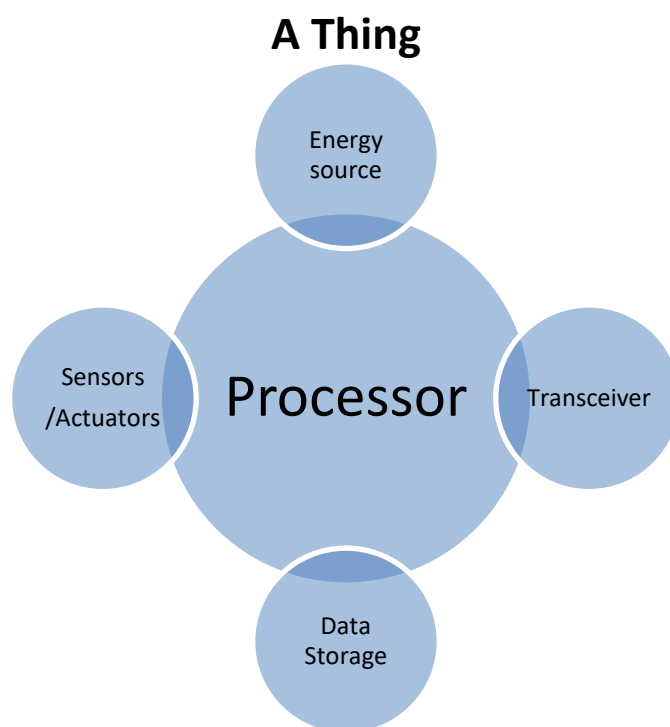 A Thing
Energy
source
Sensors
/Actuators
Processor
Transceiver
Data
Storage